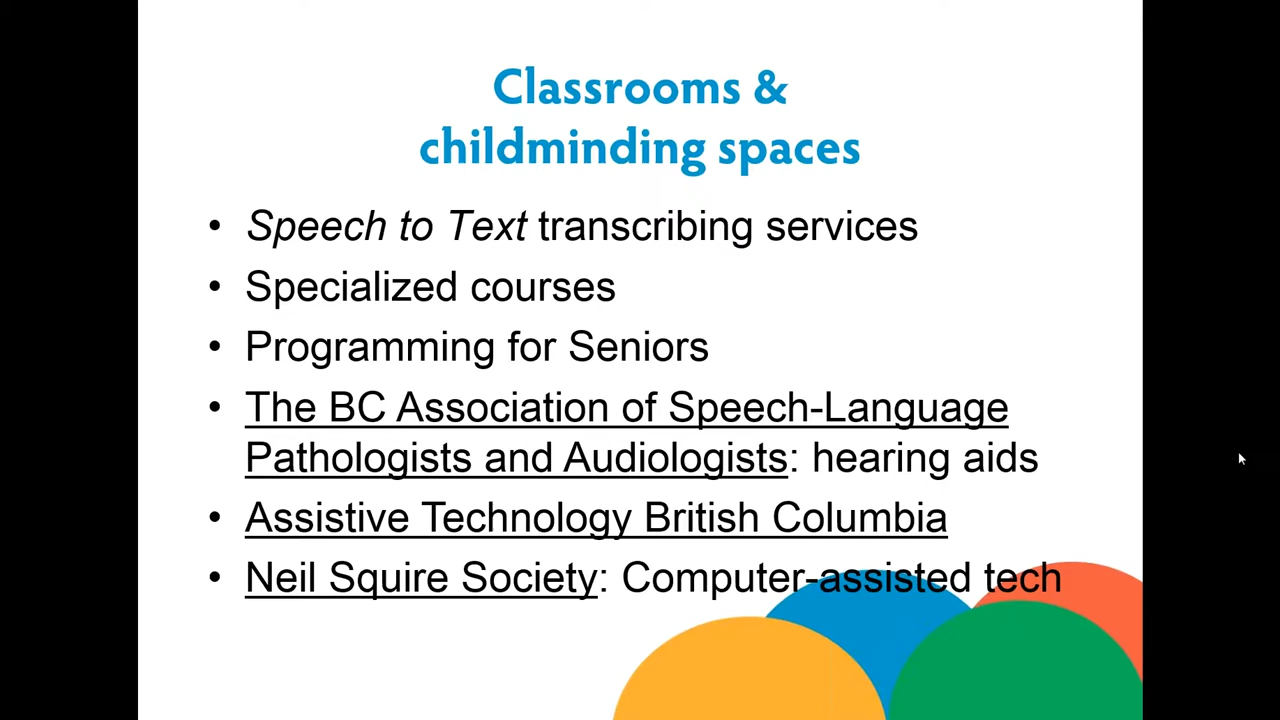 Classrooms &
childminding spaces
• Speech to Text transcribing services
• Specialized courses
• Programming for Seniors
• The BC Association of Speech-Language
Pathologists and Audiologists: hearing aids
• Assistive Technology British Columbia
• Neil Squire Society: Computer-assisted tech